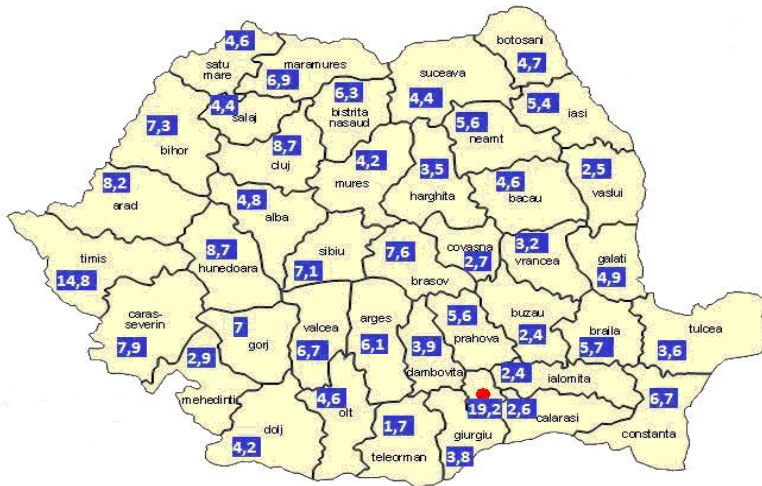 4,6
botosani
satu
mare
maramures
4,7
suceava
6,9
6,3
4,4
5,4
4,4
bistrita
nasaud
iasi
7,3
salaj
5,6
neamt
bihor
8,7
cluj
4,2
mures
3,5
harghita
4,6
bacau
2,5
vaslui
8,2
arad
4,8
alba
timis
14,8
8,7
hunedoara
sibiu
7,1
7,6
brasov
covasna
2,7
3,2
vrancea
galati
4,9
caras-
severin
7,9
7
gorj
2,9
mehedintii
valcea
6,7
arges
6,1
3,9
dambovita
5,6
prahova
buzau
2,4
braila
5,7
tulcea
3,6
2,4
ialomita
4,6
olt
19,2
2,6
calarasi
6,7
constanta
dolj
4,2
1,7
teleorman
giurgiu
3,8